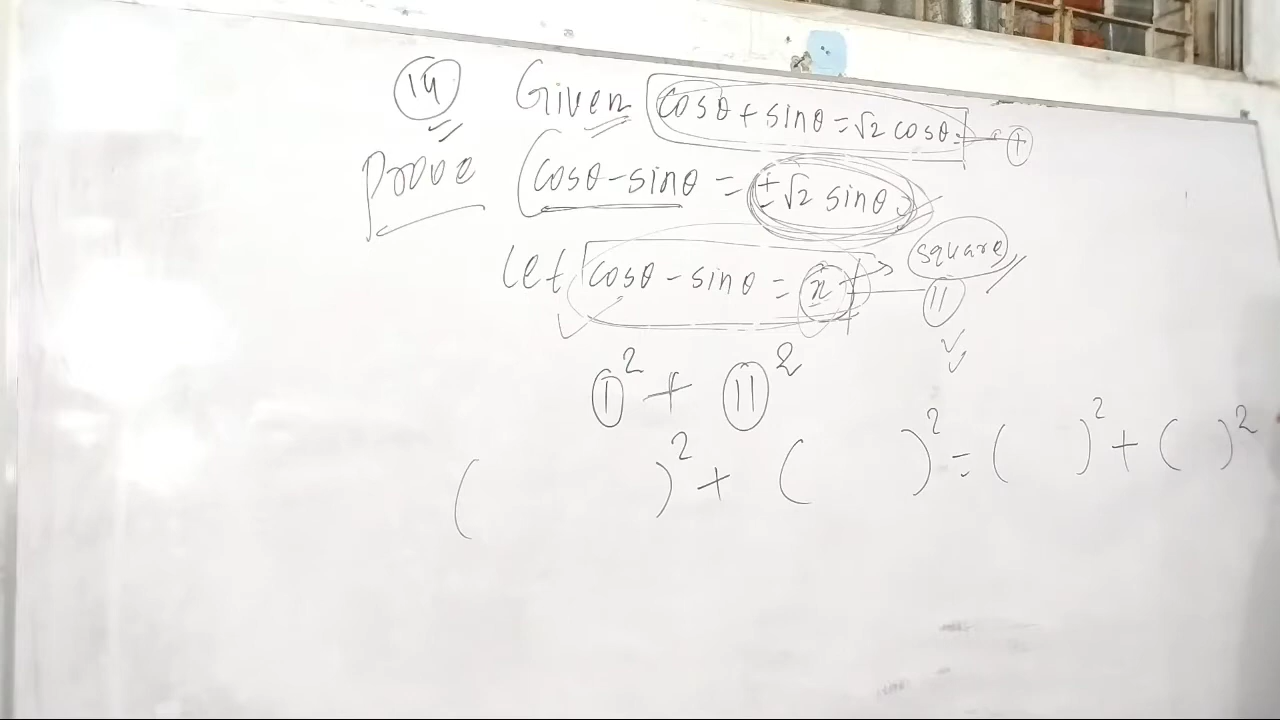 14 Given cosθ + sinθ = √2 cosθ. — I
Prove cosθ - sinθ = ±√2 sinθ.
Let cosθ - sinθ = x → square
II
I² + II²
( )² + ( )² = ( )² + ( )²